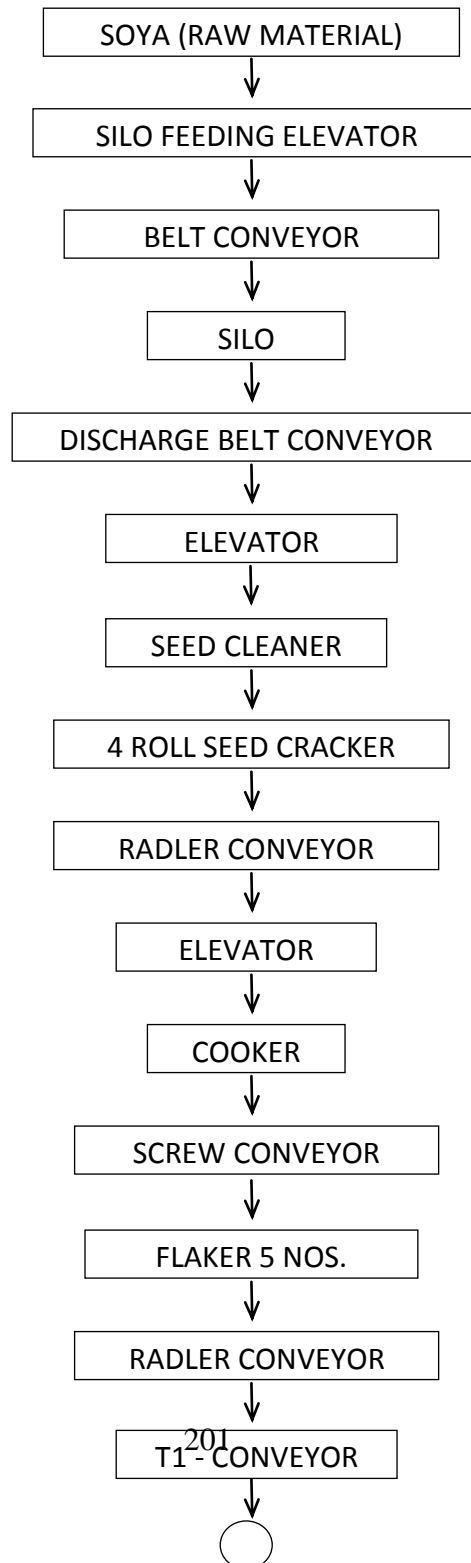 SOYA (RAW MATERIAL)
SILO FEEDING ELEVATOR
BELT CONVEYOR
SILO
DISCHARGE BELT CONVEYOR
ELEVATOR
SEED CLEANER
4 ROLL SEED CRACKER
RADLER CONVEYOR
ELEVATOR
COOKER
SCREW CONVEYOR
FLAKER 5 NOS.
RADLER CONVEYOR
201
T1 - CONVEYOR